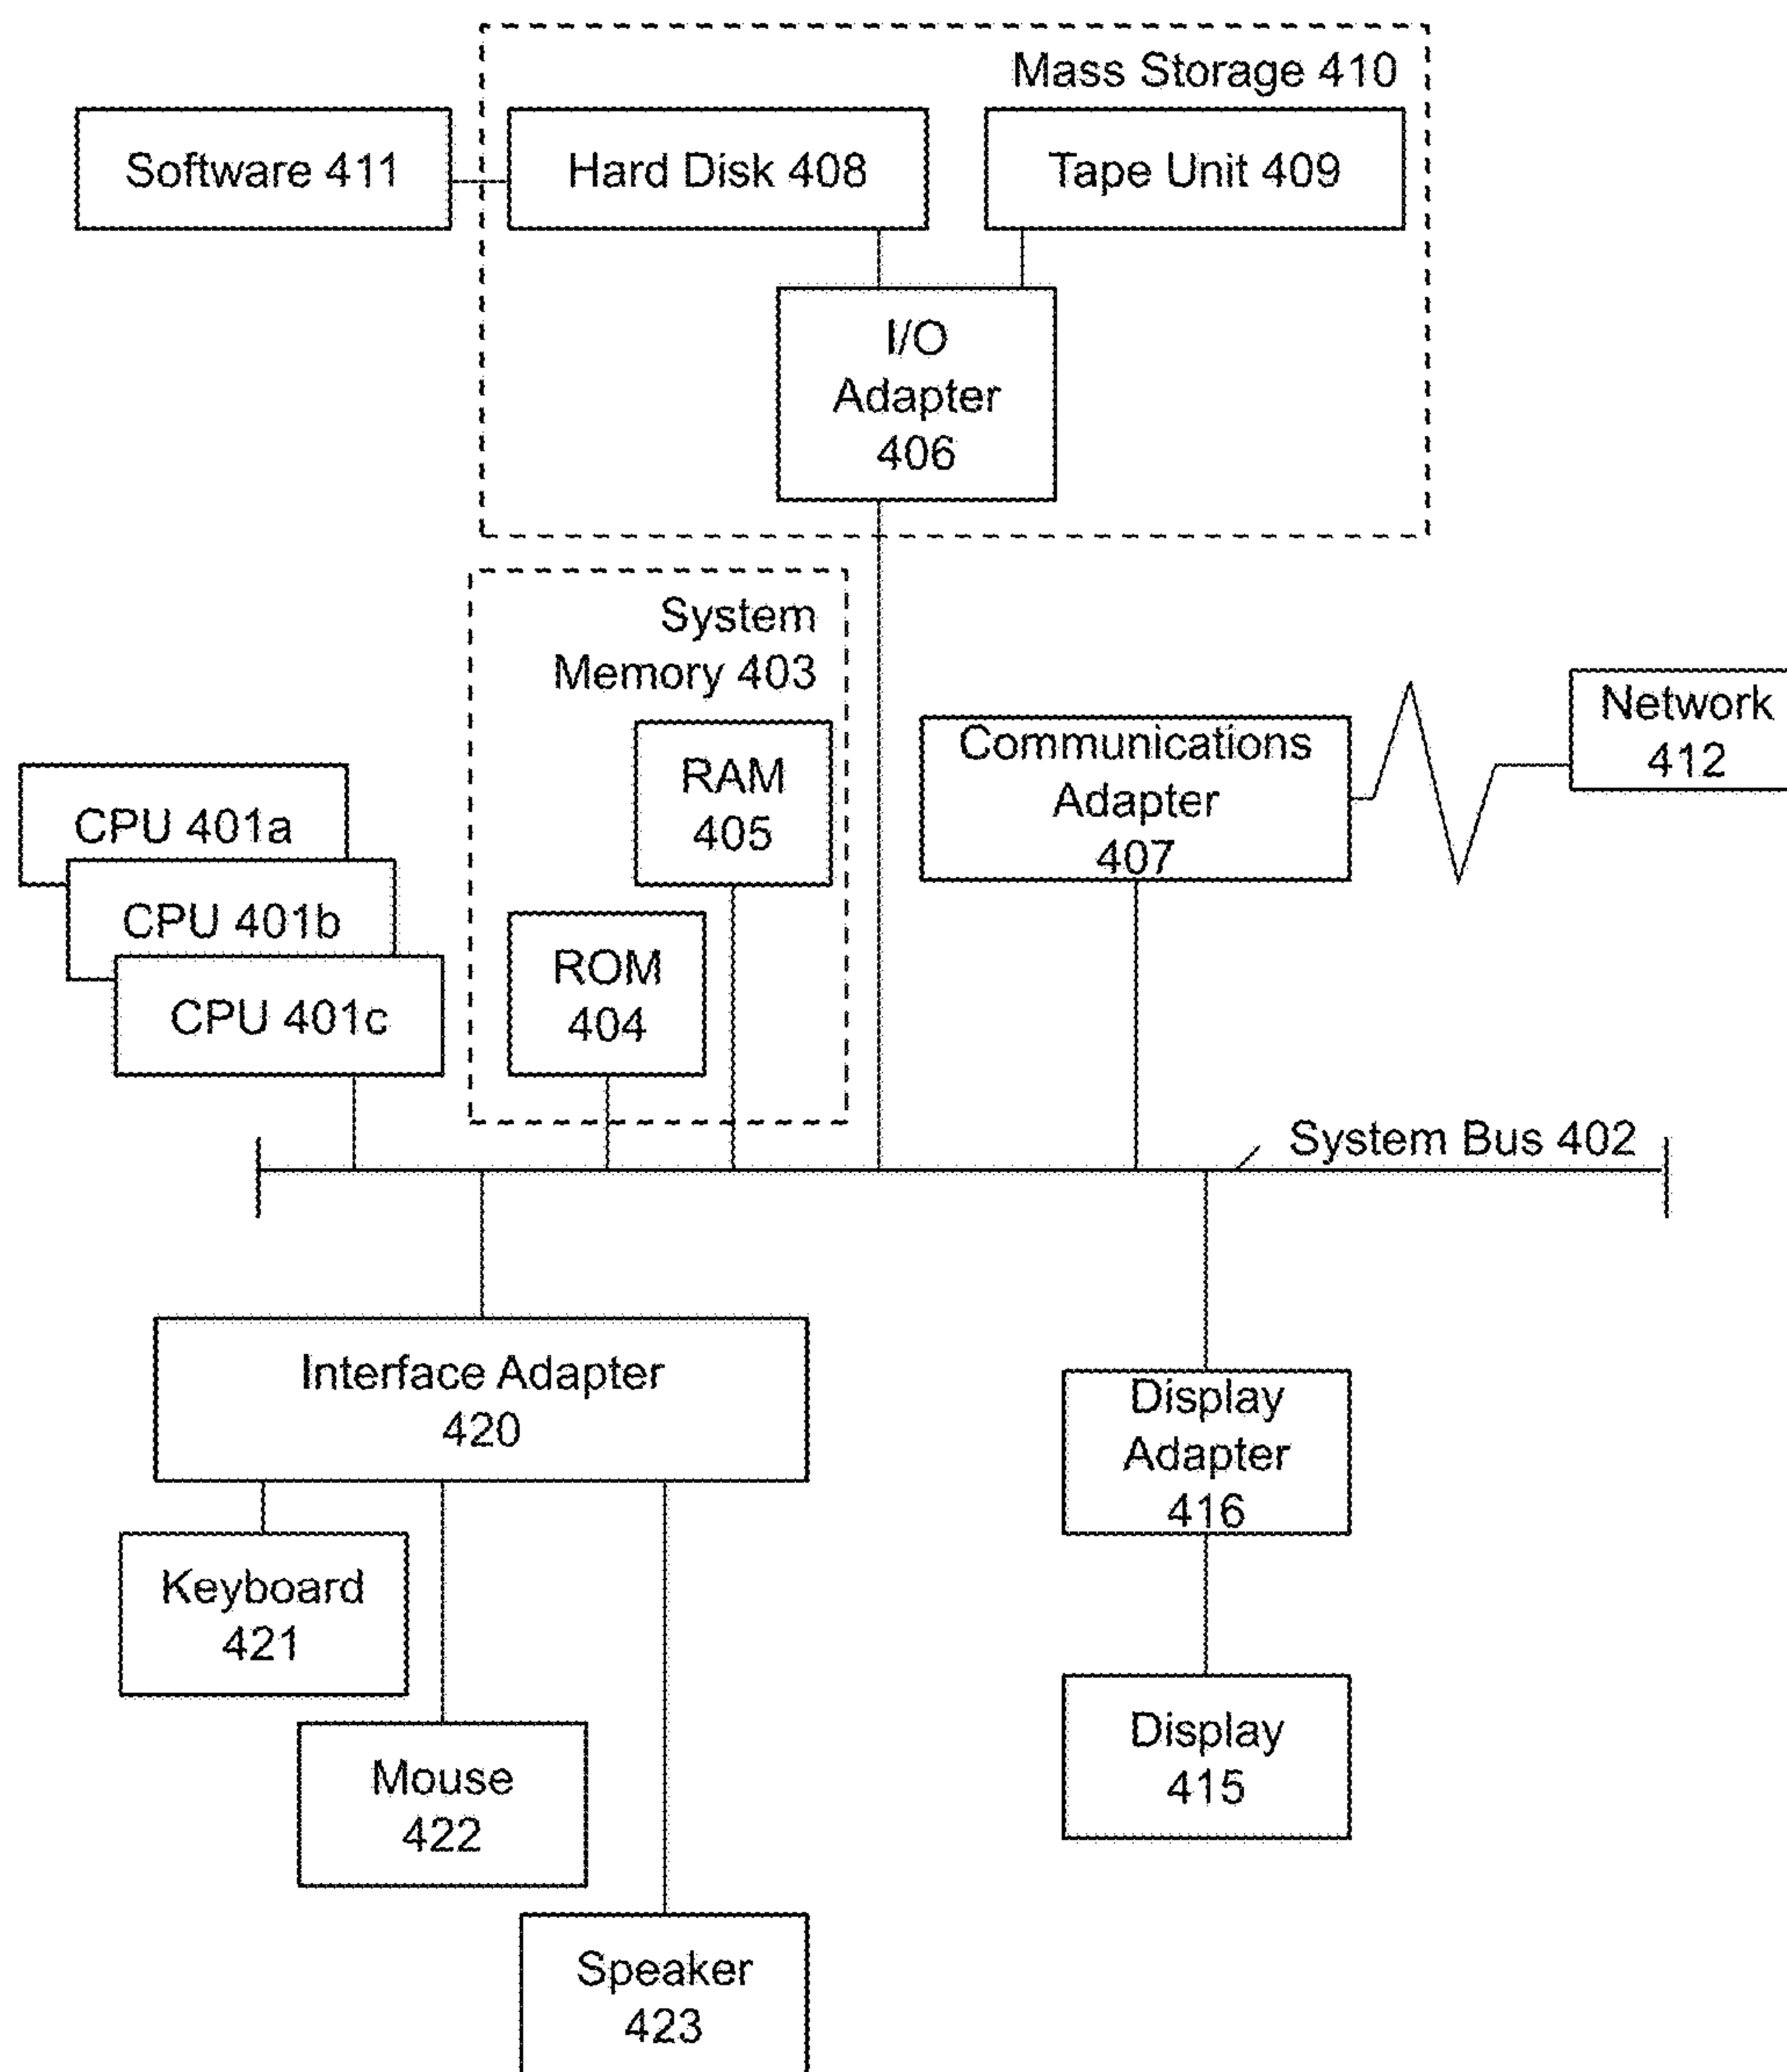 Mass Storage 410
Software 411
Hard Disk 408
Tape Unit 409
I/O
Adapter
406
System
Memory 403
RAM
405
ROM
404
Communications
Adapter
407
Network
412
CPU 401a
CPU 401b
CPU 401c
System Bus 402
Interface Adapter
420
Display
Adapter
416
Keyboard
421
Mouse
422
Display
415
Speaker
423